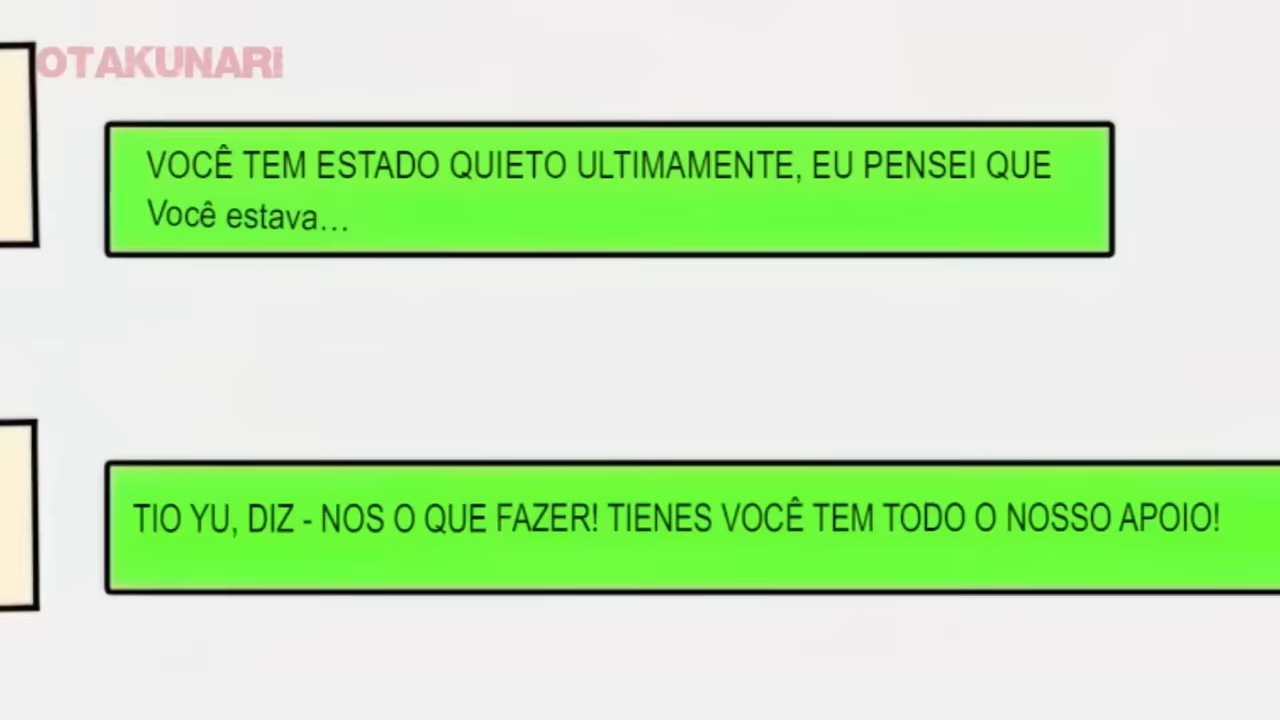 OTAKUNARI
VOCÊ TEM ESTADO QUIETO ULTIMAMENTE, EU PENSEI QUE
Você estava...
TIO YU, DIZ - NOS O QUE FAZER! TIENES VOCÊ TEM TODO O NOSSO APOIO!